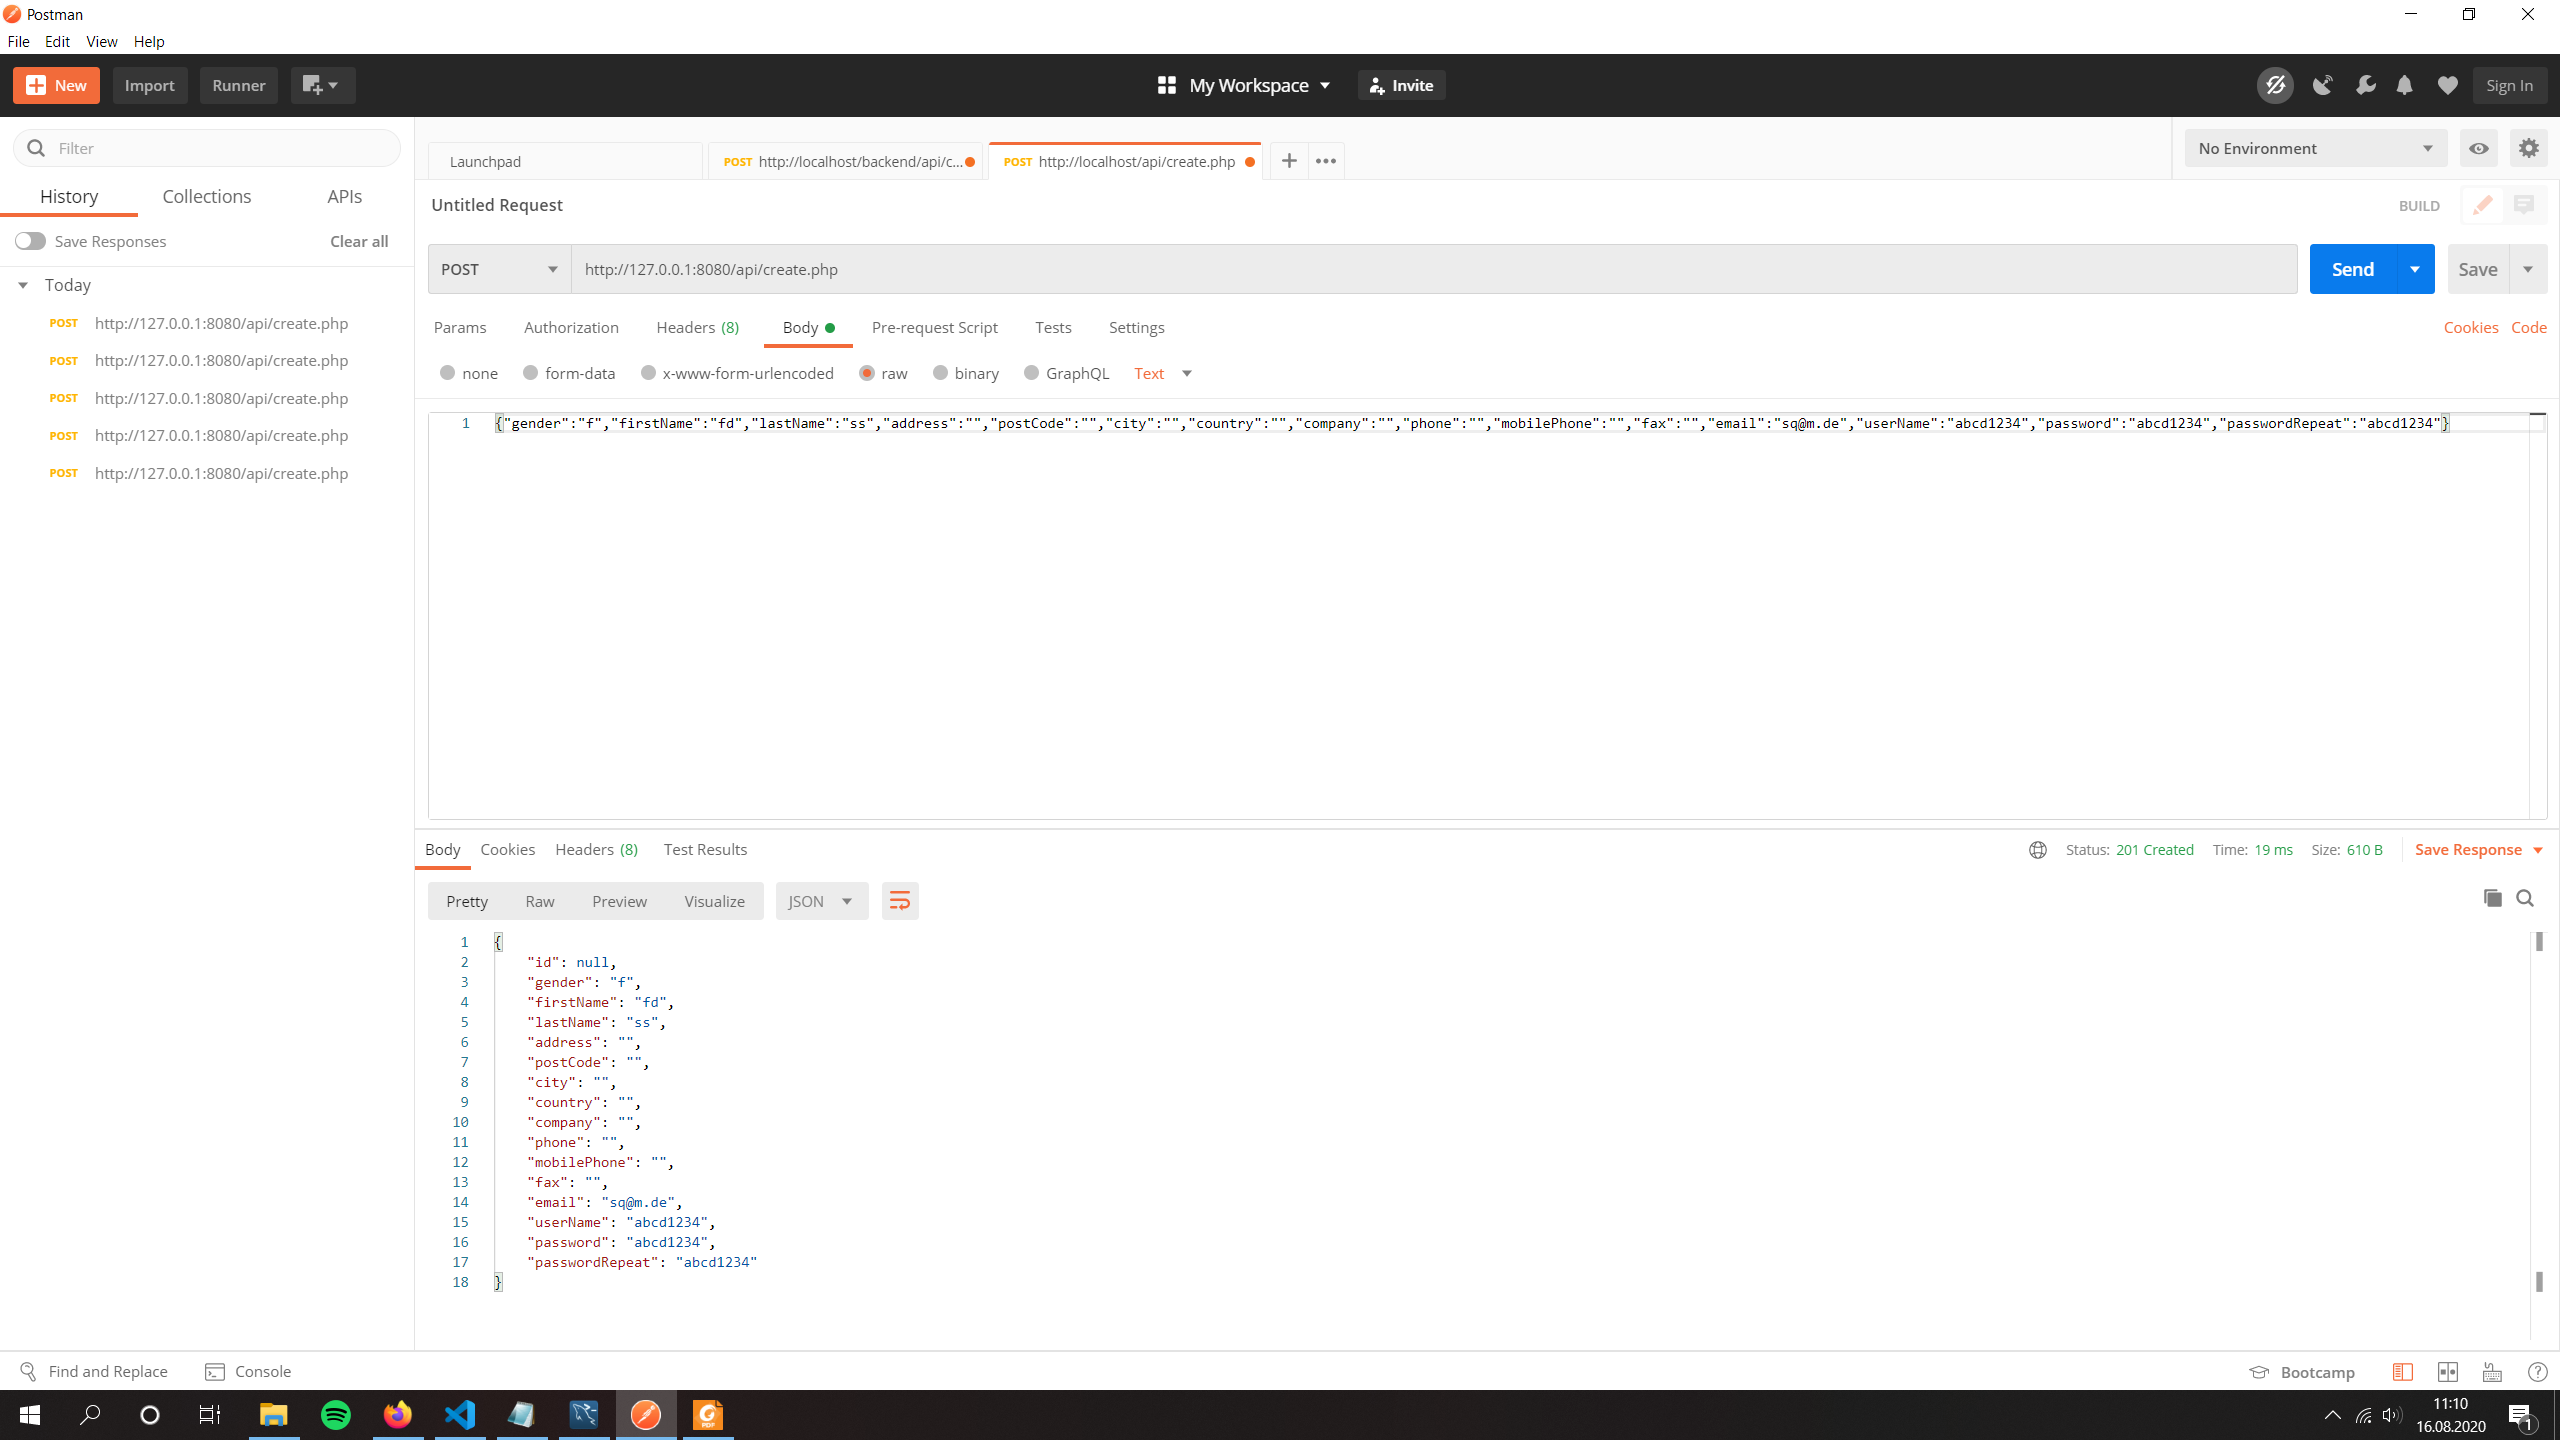 Postman
File Edit View Help
New Import Runner My Workspace Invite Sign In
Filter
History Collections APIs
Save Responses Clear all
Today
POST http://127.0.0.1:8080/api/create.php
POST http://127.0.0.1:8080/api/create.php
POST http://127.0.0.1:8080/api/create.php
POST http://127.0.0.1:8080/api/create.php
POST http://127.0.0.1:8080/api/create.php
Launchpad POST http://localhost/backend/api/c... POST http://localhost/api/create.php No Environment
Untitled Request BUILD
POST http://127.0.0.1:8080/api/create.php Send Save
Params Authorization Headers (8) Body Pre-request Script Tests Settings Cookies Code
none form-data x-www-form-urlencoded raw binary GraphQL Text
1 {"gender":"f","firstName":"fd","lastName":"ss","address":"","postCode":"","city":"","country":"","company":"","phone":"","mobilePhone":"","fax":"","email":"sq@m.de","userName":"abcd1234","password":"abcd1234","passwordRepeat":"abcd1234"}
Body Cookies Headers (8) Test Results Status: 201 Created Time: 19 ms Size: 610 B Save Response
Pretty Raw Preview Visualize JSON
1 {
2 "id": null,
3 "gender": "f",
4 "firstName": "fd",
5 "lastName": "ss",
6 "address": "",
7 "postCode": "",
8 "city": "",
9 "country": "",
10 "company": "",
11 "phone": "",
12 "mobilePhone": "",
13 "fax": "",
14 "email": "sq@m.de",
15 "userName": "abcd1234",
16 "password": "abcd1234",
17 "passwordRepeat": "abcd1234"
18 }
Find and Replace Console Bootcamp
PDF
11:10
16.08.2020
1